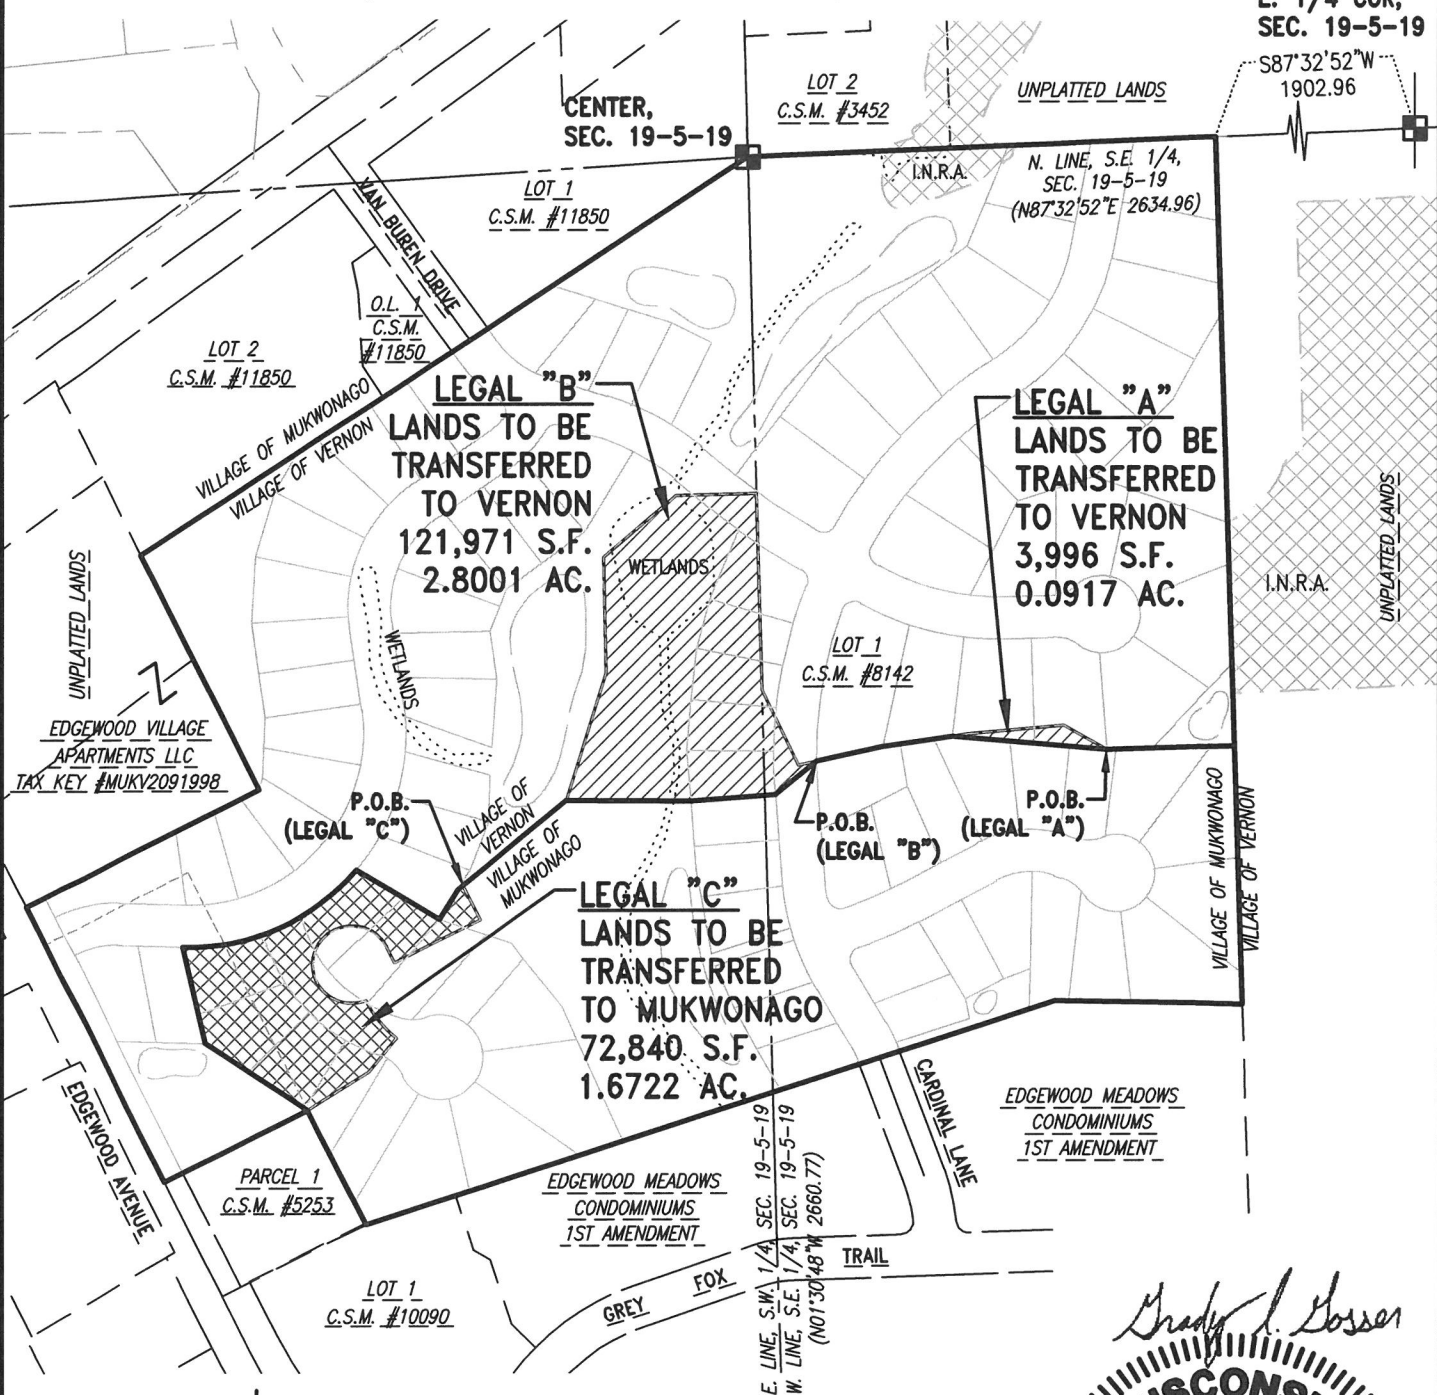 E. 1/4 COR,
SEC. 19-5-19
S87°32'52"W
1902.96
LOT 2
C.S.M. #3452
UNPLATTED LANDS
CENTER,
SEC. 19-5-19
I.N.R.A.
N. LINE, S.E. 1/4,
SEC. 19-5-19
(N87°32'52"E 2634.96)
LOT 1
C.S.M. #11850
VAN BUREN DRIVE
O.L. 1
C.S.M.
#11850
LOT 2
C.S.M. #11850
VILLAGE OF MUKWONAGO
VILLAGE OF VERNON
LEGAL "B"
LANDS TO BE
TRANSFERRED
TO VERNON
121,971 S.F.
2.8001 AC.
LEGAL "A"
LANDS TO BE
TRANSFERRED
TO VERNON
3,996 S.F.
0.0917 AC.
WETLANDS
UNPLATTED LANDS
I.N.R.A.
UNPLATTED LANDS
WETLANDS
LOT 1
C.S.M. #8142
EDGEWOOD VILLAGE
APARTMENTS LLC
TAX KEY #MUKV2091998
P.O.B.
(LEGAL "C")
VILLAGE OF
VERNON
VILLAGE OF
MUKWONAGO
P.O.B.
(LEGAL "B")
P.O.B.
(LEGAL "A")
VILLAGE OF MUKWONAGO
VILLAGE OF VERNON
LEGAL "C"
LANDS TO BE
TRANSFERRED
TO MUKWONAGO
72,840 S.F.
1.6722 AC.
EDGEWOOD AVENUE
CARDINAL LANE
EDGEWOOD MEADOWS
CONDOMINIUMS
1ST AMENDMENT
PARCEL 1
C.S.M. #5253
EDGEWOOD MEADOWS
CONDOMINIUMS
1ST AMENDMENT
E. LINE, S.W. 1/4, SEC. 19-5-19
W. LINE, S.E. 1/4, SEC. 19-5-19
(N01°30'48"W 2660.77)
GREY FOX TRAIL
LOT 1
C.S.M. #10090
Grady L. Gosser